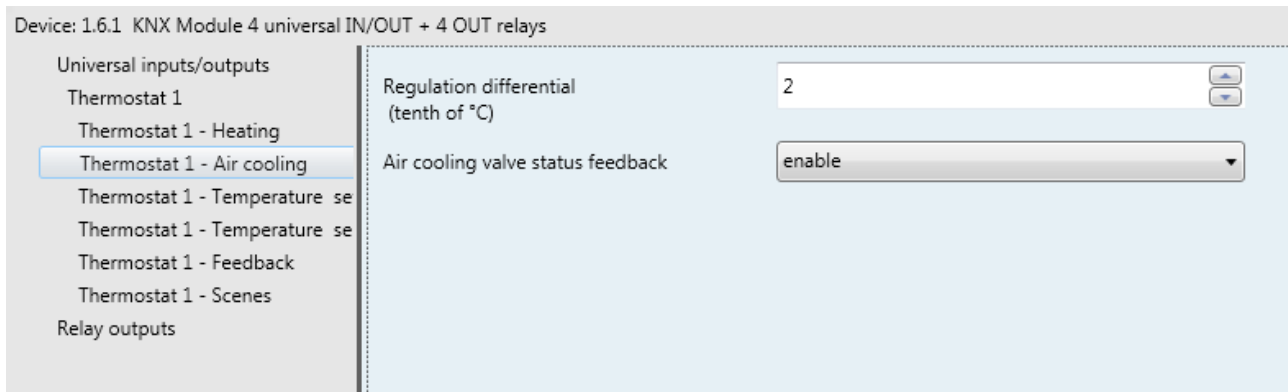 Device: 1.6.1 KNX Module 4 universal IN/OUT + 4 OUT relays
Universal inputs/outputs
Thermostat 1
Thermostat 1 - Heating
Thermostat 1 - Air cooling
Thermostat 1 - Temperature se
Thermostat 1 - Temperature se
Thermostat 1 - Feedback
Thermostat 1 - Scenes
Relay outputs
Regulation differential
(tenth of °C)
2
Air cooling valve status feedback
enable